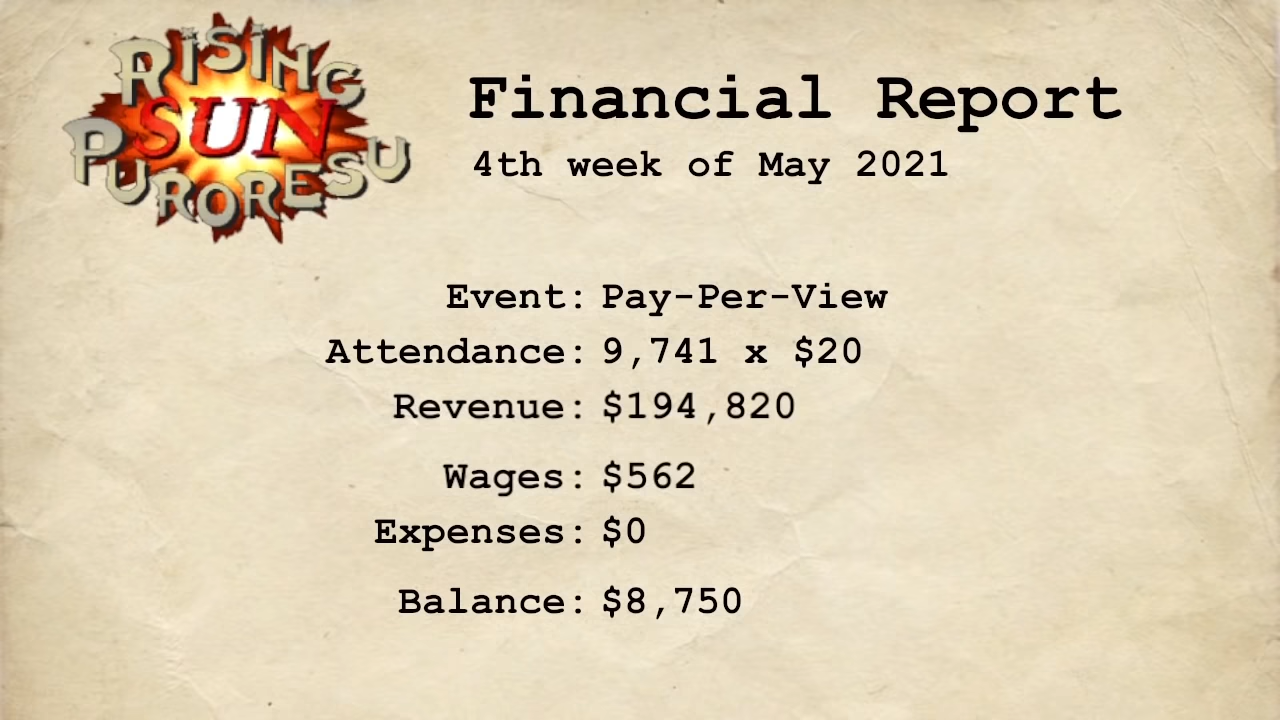 RISING
SUN
PURORESU
Financial Report
4th week of May 2021
Event: Pay-Per-View
Attendance: 9,741 x $20
Revenue: $194,820
Wages: $562
Expenses: $0
Balance: $8,750